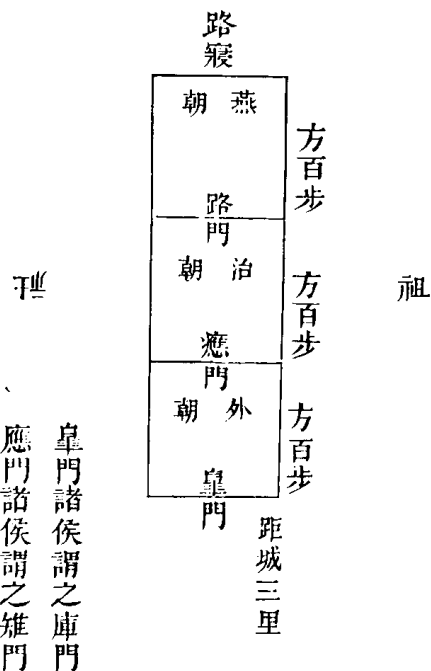 路寢
燕朝
方百步
路門
治朝
方百步
應門
外朝
方百步
皐門
祖
社
距城三里
皐門諸侯謂之庫門
應門諸侯謂之雉門